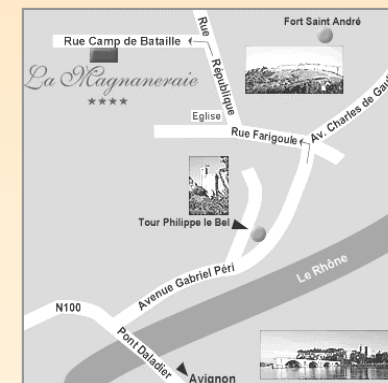 Fort Saint André
Rue Camp de Bataille
Rue
République
La Magnaneraie
★★★★
Eglise
Rue Farigoule
Av. Charles de Gaul
Tour Philippe le Bel
Avenue Gabriel Péri
Le Rhône
N100
Pont Daladier
Avignon